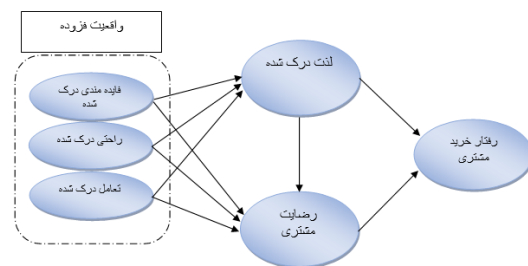 واقعیت فزوده
فایده مندی درک
شده
راحتی درک شده
تعامل درک شده
لذت درک شده
رضایت
مشتری
رفتار خرید
مشتری